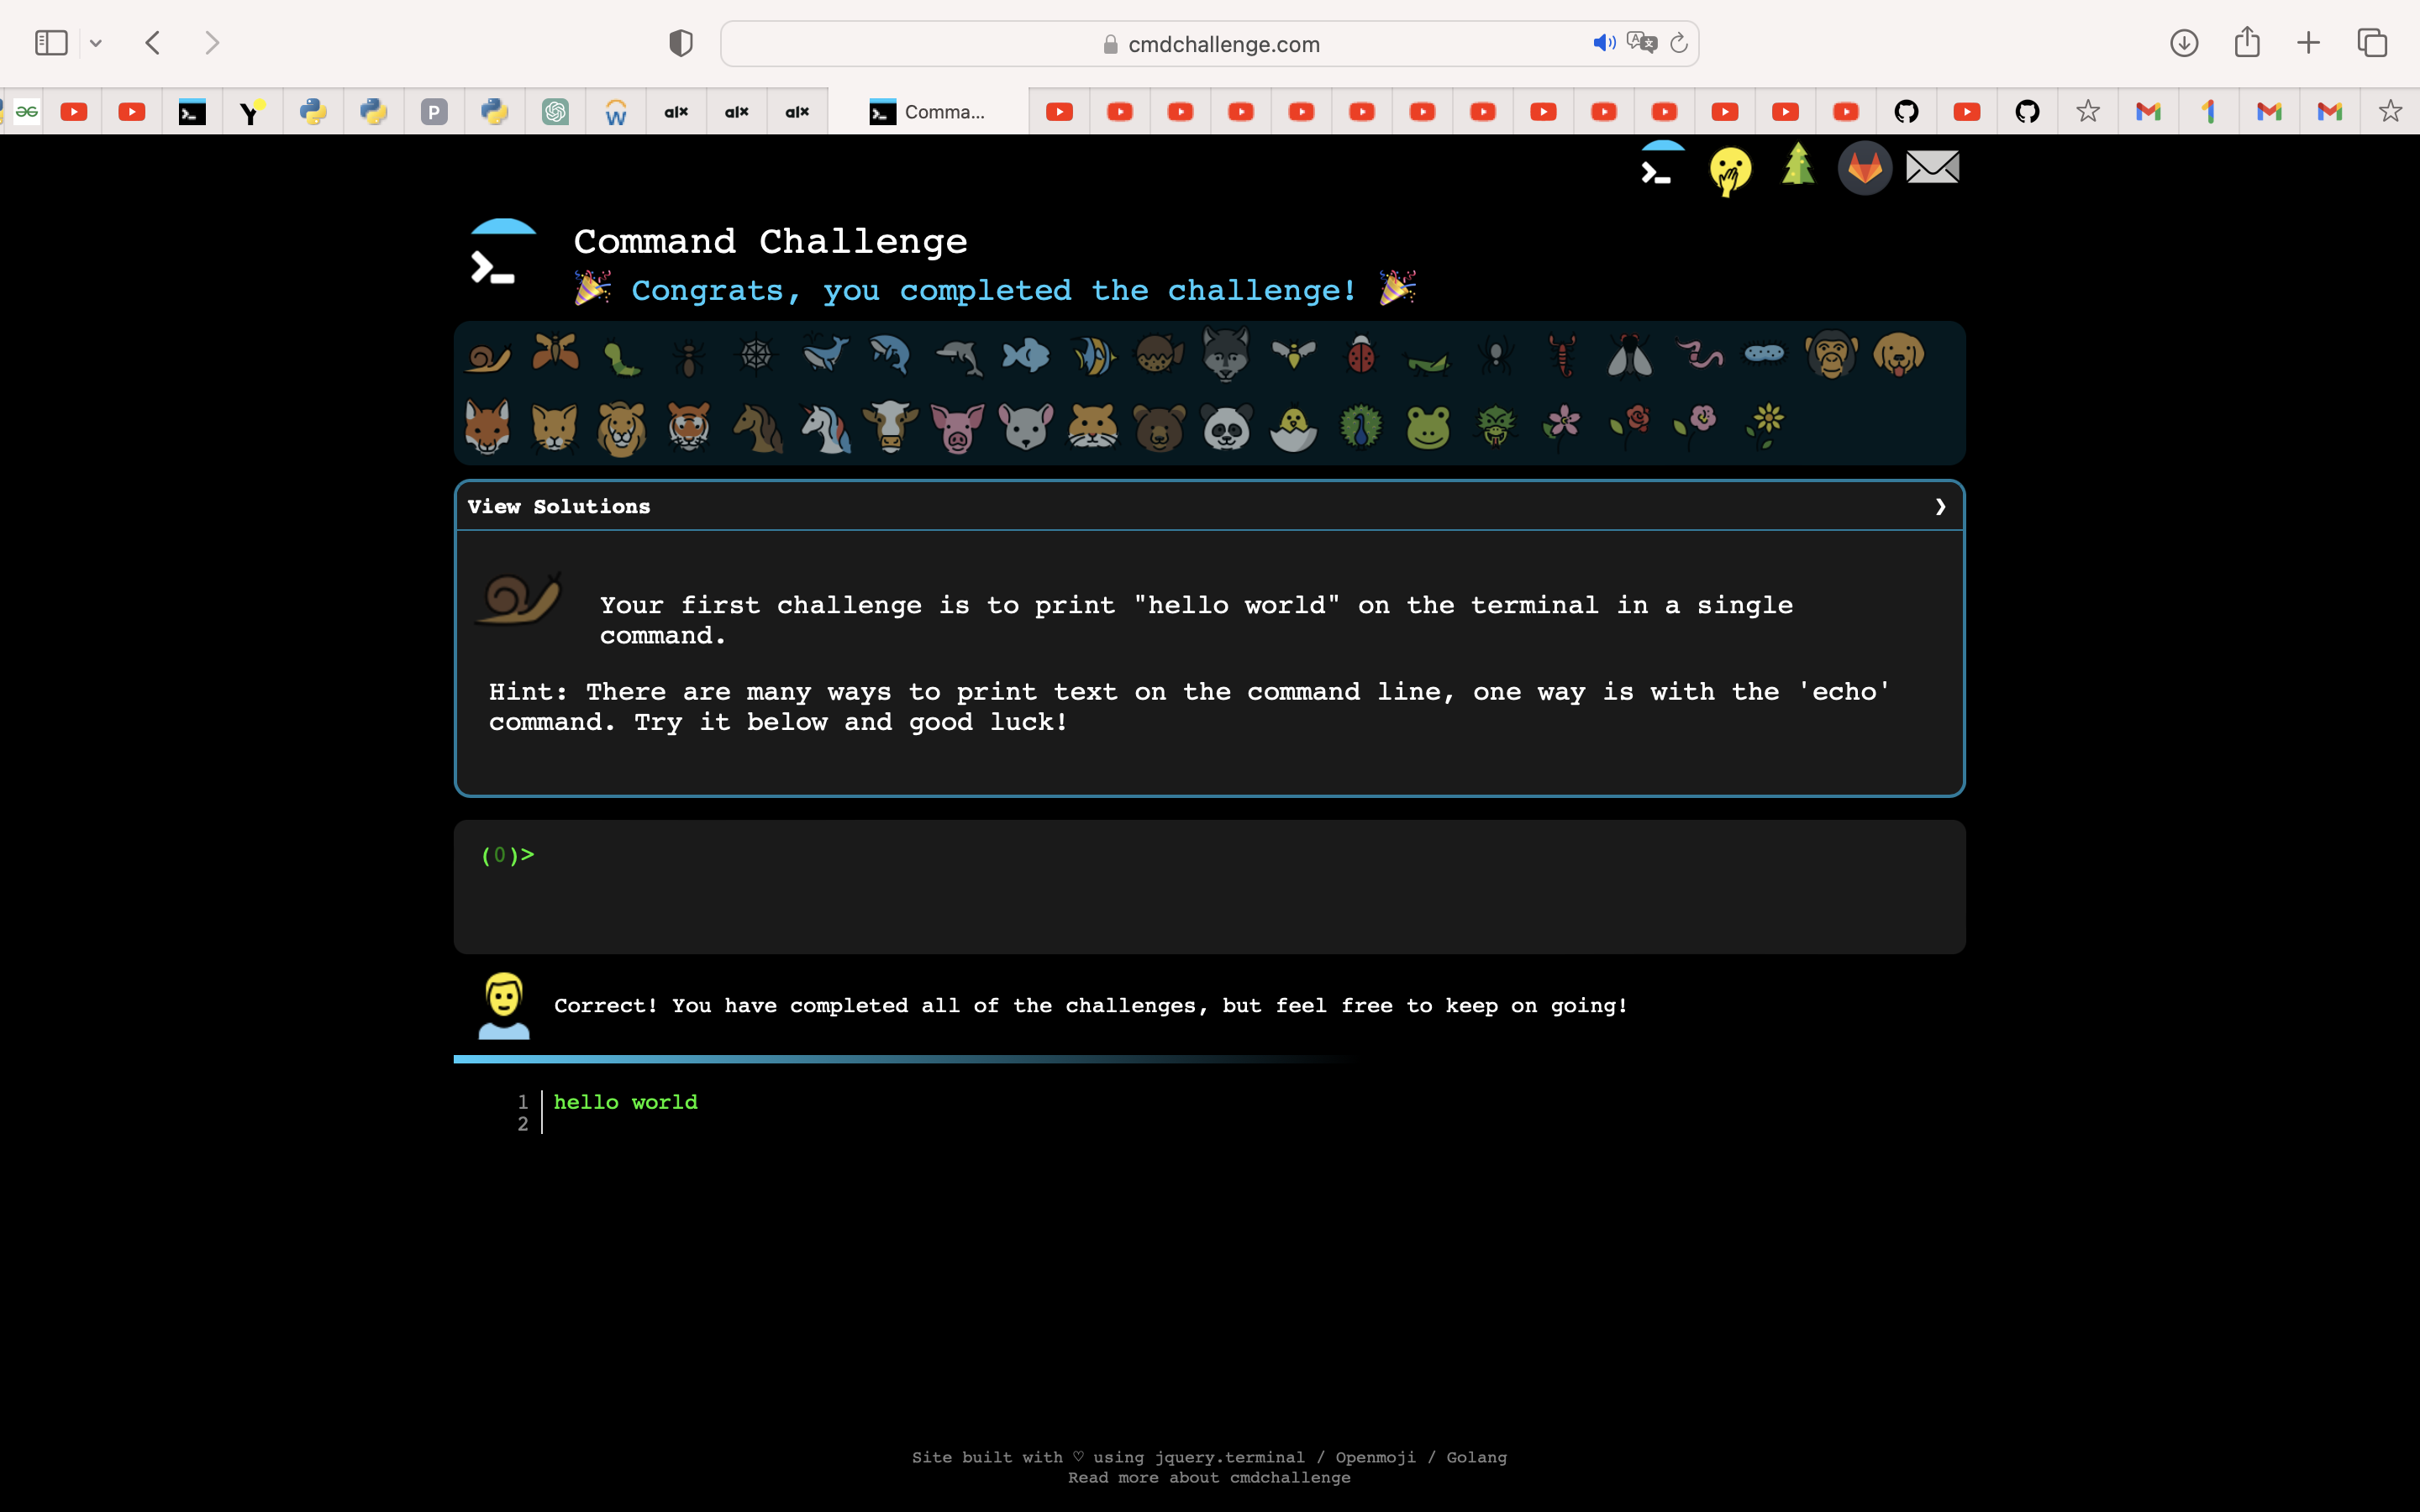 cmdchallenge.com
P
W
alx
alx
alx
Comma...
Command Challenge
Congrats, you completed the challenge!
View Solutions
Your first challenge is to print "hello world" on the terminal in a single
command.
Hint: There are many ways to print text on the command line, one way is with the 'echo'
command. Try it below and good luck!
(0)>
Correct! You have completed all of the challenges, but feel free to keep on going!
1 hello world
2
Site built with ♡ using jquery.terminal / Openmoji / Golang
Read more about cmdchallenge